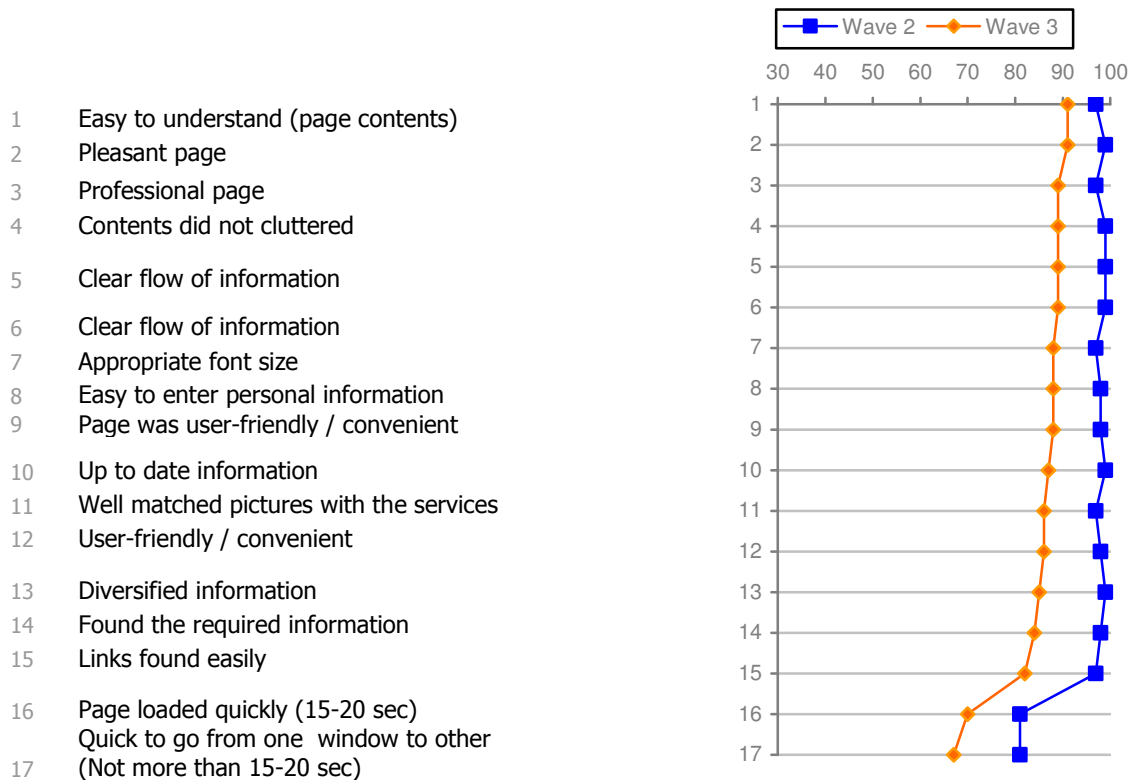 Wave 2 Wave 3
30 40 50 60 70 80 90 100
1 Easy to understand (page contents)
2 Pleasant page
3 Professional page
4 Contents did not cluttered
5 Clear flow of information
6 Clear flow of information
7 Appropriate font size
8 Easy to enter personal information
9 Page was user-friendly / convenient
10 Up to date information
11 Well matched pictures with the services
12 User-friendly / convenient
13 Diversified information
14 Found the required information
15 Links found easily
16 Page loaded quickly (15-20 sec)
Quick to go from one window to other
17 (Not more than 15-20 sec)
1
2
3
4
5
6
7
8
9
10
11
12
13
14
15
16
17